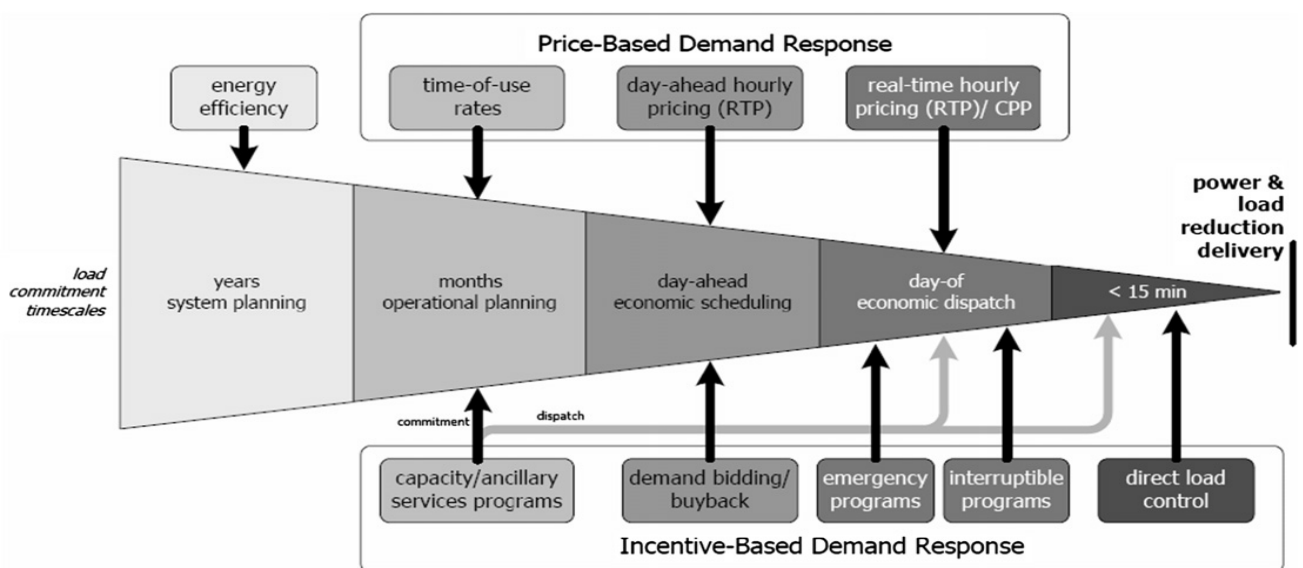 Price-Based Demand Response
energy
efficiency
time-of-use
rates
day-ahead hourly
pricing (RTP)
real-time hourly
pricing (RTP)/ CPP
power &
load
reduction
delivery
load
commitment
timescales
years
system planning
months
operational planning
day-ahead
economic scheduling
day-of
economic dispatch
< 15 min
commitment
dispatch
capacity/ancillary
services programs
demand bidding/
buyback
emergency
programs
interruptible
programs
direct load
control
Incentive-Based Demand Response